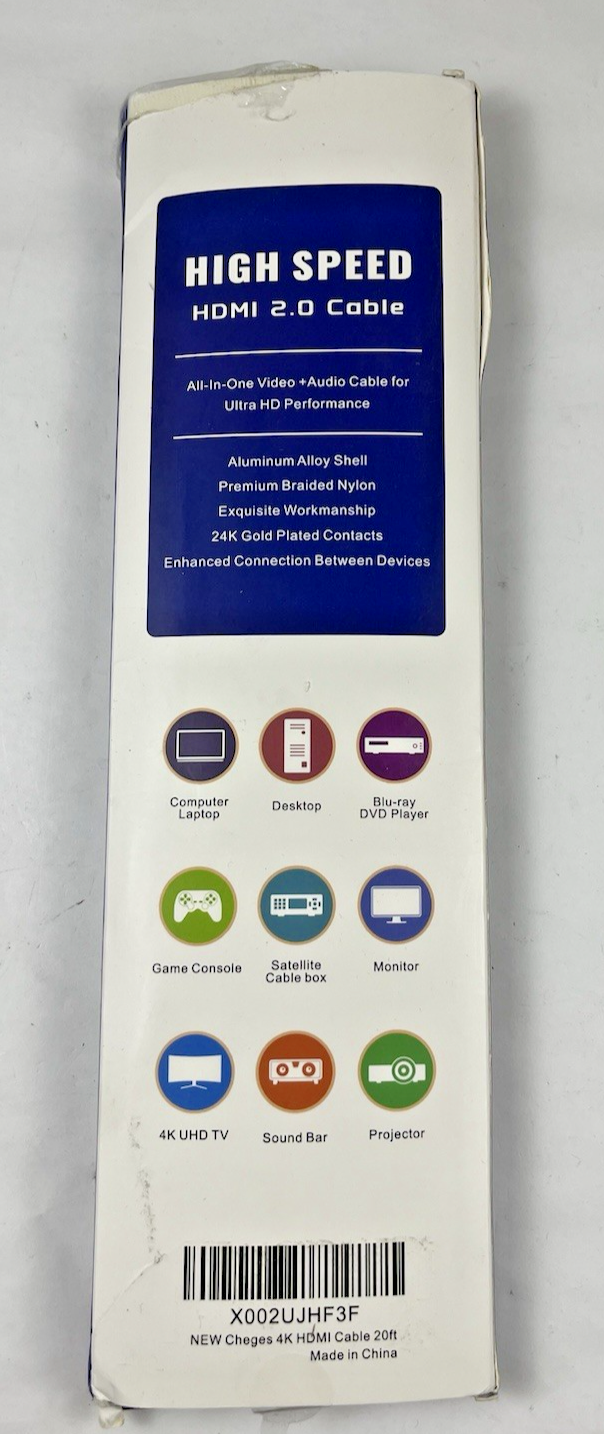 HIGH SPEED
HDMI 2.0 Cable
All-In-One Video +Audio Cable for
Ultra HD Performance
Aluminum Alloy Shell
Premium Braided Nylon
Exquisite Workmanship
24K Gold Plated Contacts
Enhanced Connection Between Devices
Computer
Laptop
Desktop
Blu-ray
DVD Player
Game Console
Satellite
Cable box
Monitor
4K UHD TV
Sound Bar
Projector
X002UJHF3F
NEW Cheges 4K HDMI Cable 20ft
Made in China